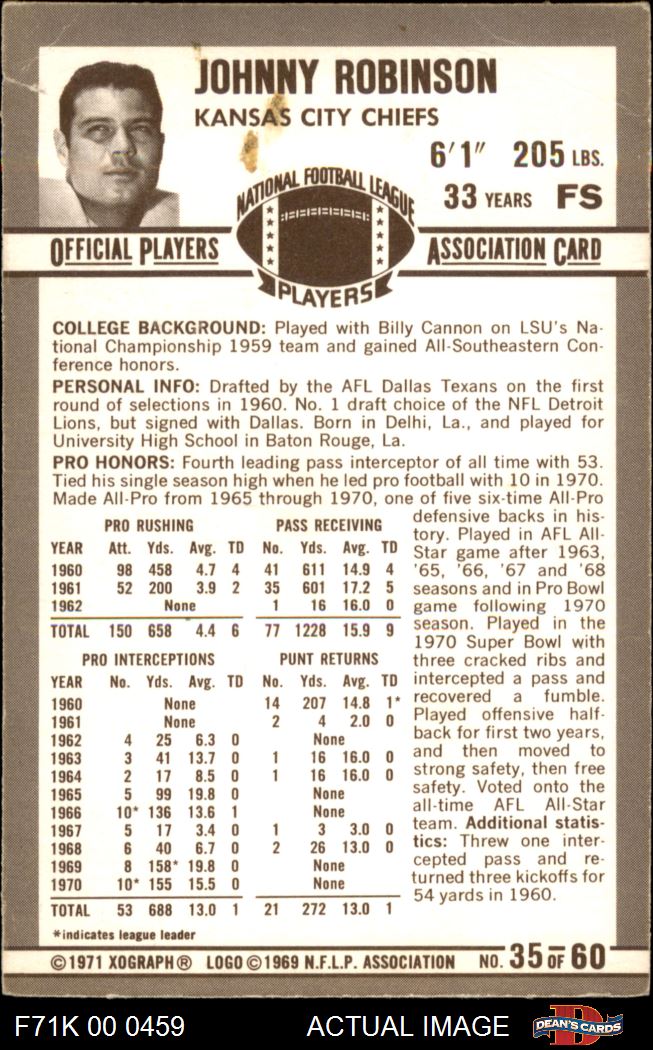 JOHNNY ROBINSON
KANSAS CITY CHIEFS
6'1" 205 LBS.
33 YEARS FS
NATIONAL FOOTBALL LEAGUE
OFFICIAL PLAYERS ASSOCIATION CARD
PLAYERS
COLLEGE BACKGROUND: Played with Billy Cannon on LSU's Na-
tional Championship 1959 team and gained All-Southeastern Con-
ference honors.
PERSONAL INFO: Drafted by the AFL Dallas Texans on the first
round of selections in 1960. No. 1 draft choice of the NFL Detroit
Lions, but signed with Dallas. Born in Delhi, La., and played for
University High School in Baton Rouge, La.
PRO HONORS: Fourth leading pass interceptor of all time with 53.
Tied his single season high when he led pro football with 10 in 1970.
Made All-Pro from 1965 through 1970, one of five six-time All-Pro
defensive backs in his-
tory. Played in AFL All-
Star game after 1963,
'65, '66, '67 and '68
seasons and in Pro Bowl
game following 1970
season. Played in the
1970 Super Bowl with
three cracked ribs and
intercepted a pass and
recovered a fumble.
Played offensive half-
back for first two years,
and then moved to
strong safety, then free
safety. Voted onto the
all-time AFL All-Star
team. Additional statis-
tics: Threw one inter-
cepted pass and re-
turned three kickoffs for
54 yards in 1960.
PRO RUSHING PASS RECEIVING
YEAR Att. Yds. Avg. TD No. Yds. Avg. TD
1960 98 458 4.7 4 41 611 14.9 4
1961 52 200 3.9 2 35 601 17.2 5
1962 None 1 16 16.0 0
TOTAL 150 658 4.4 6 77 1228 15.9 9
PRO INTERCEPTIONS PUNT RETURNS
YEAR No. Yds. Avg. TD No. Yds. Avg. TD
1960 None 14 207 14.8 1*
1961 None 2 4 2.0 0
1962 4 25 6.3 0 None
1963 3 41 13.7 0 1 16 16.0 0
1964 2 17 8.5 0 1 16 16.0 0
1965 5 99 19.8 0 None
1966 10* 136 13.6 1 None
1967 5 17 3.4 0 1 3 3.0 0
1968 6 40 6.7 0 2 26 13.0 0
1969 8 158* 19.8 0 None
1970 10* 155 15.5 0 None
TOTAL 53 688 13.0 1 21 272 13.0 1
*indicates league leader
©1971 XOGRAPH® LOGO ©1969 N.F.L.P. ASSOCIATION NO. 35 OF 60
F71K 00 0459 ACTUAL IMAGE D DEAN'S CARDS